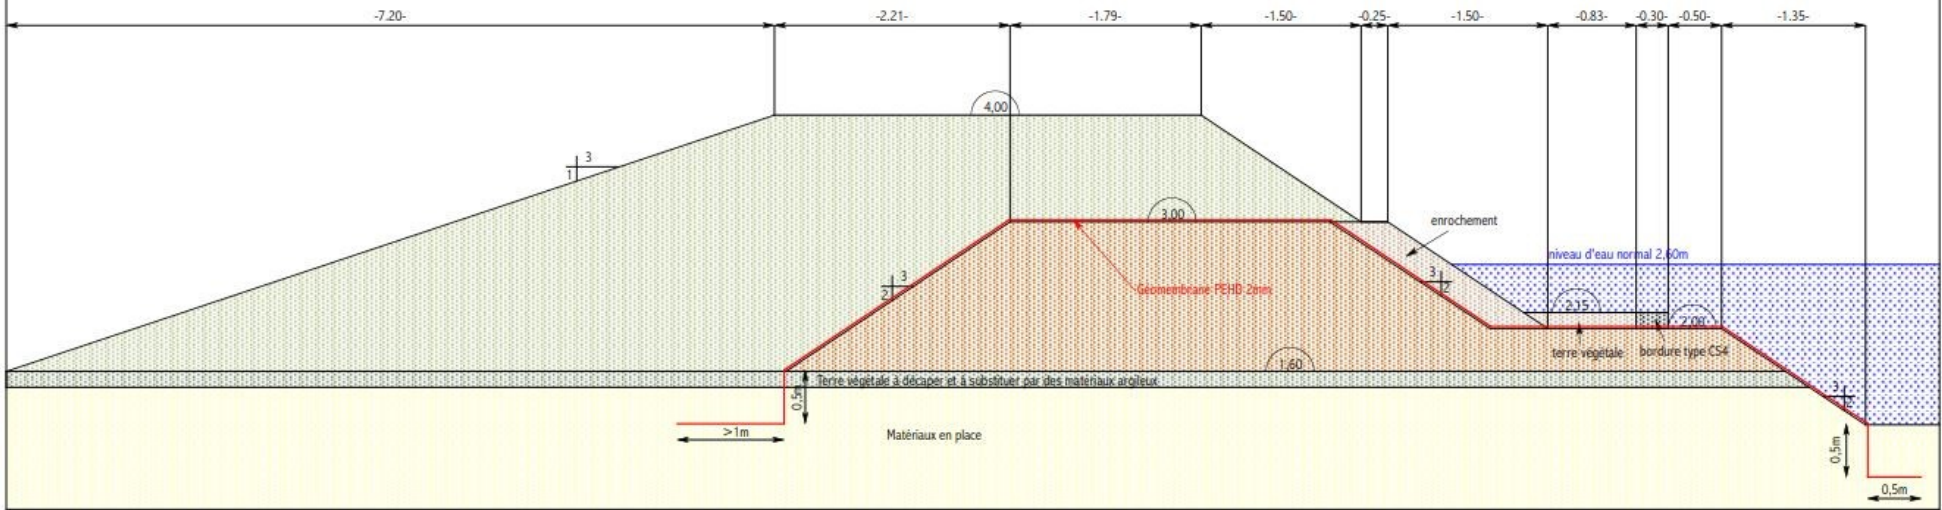 -7.20- -2.21- -1.79- -1.50- -0.25- -1.50- -0.83- -0.30- -0.50- -1.35-
4,00
3
1
3,00
enrochement
niveau d'eau normal 2,60m
3
2
Géomembrane PEHD 2mm
3
2
2,15
2,00
terre végétale
bordure type CS4
1,60
Terre végétale à décaper et à substituer par des matériaux argileux
3
2
0,5m
>1m
Matériaux en place
0,5m
0,5m